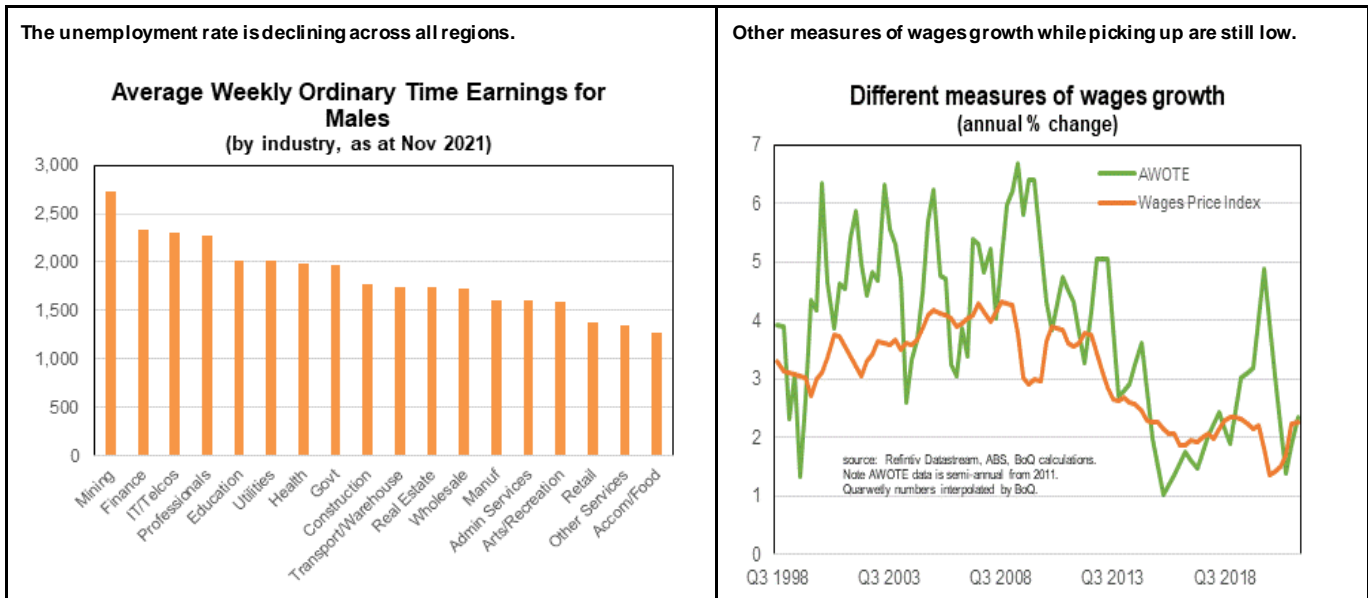 The unemployment rate is declining across all regions.
Average Weekly Ordinary Time Earnings for
Males
(by industry, as at Nov 2021)
3,000
2,500
2,000
1,500
1,000
500
0
Mining
Finance
IT/Telcos
Professionals
Education
Utilities
Health
Govt
Construction
Transport/Warehouse
Real Estate
Wholesale
Manuf
Admin Services
Arts/Recreation
Retail
Other Services
Accom/Food
Other measures of wages growth while picking up are still low.
Different measures of wages growth
(annual % change)
7
6
5
4
3
2
1
0
AWOTE
Wages Price Index
source: Refintiv Datastream, ABS, BoQ calculations.
Note AWOTE data is semi-annual from 2011.
Quarwetly numbers interpolated by BoQ.
Q3 1998
Q3 2003
Q3 2008
Q3 2013
Q3 2018